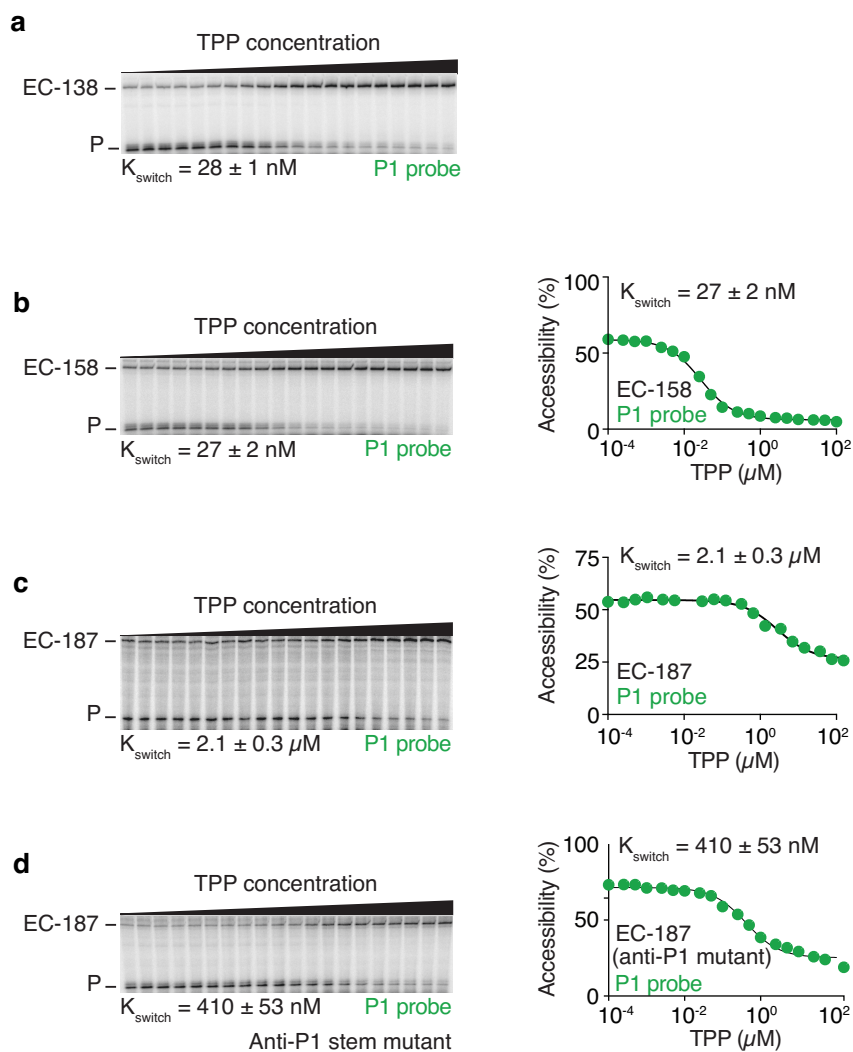 a
TPP concentration
EC-138
P
Kswitch = 28 ± 1 nM P1 probe
b
TPP concentration
EC-158
P
Kswitch = 27 ± 2 nM P1 probe
Accessibility (%)
100
50
0
Kswitch = 27 ± 2 nM
EC-158
P1 probe
10-4 10-2 100 102
TPP (µM)
c
TPP concentration
EC-187
P
Kswitch = 2.1 ± 0.3 µM P1 probe
Accessibility (%)
75
50
25
0
Kswitch = 2.1 ± 0.3 µM
EC-187
P1 probe
10-4 10-2 100 102
TPP (µM)
d
TPP concentration
EC-187
P
Kswitch = 410 ± 53 nM P1 probe
Anti-P1 stem mutant
Accessibility (%)
100
50
0
Kswitch = 410 ± 53 nM
EC-187
(anti-P1 mutant)
P1 probe
10-4 10-2 100 102
TPP (µM)